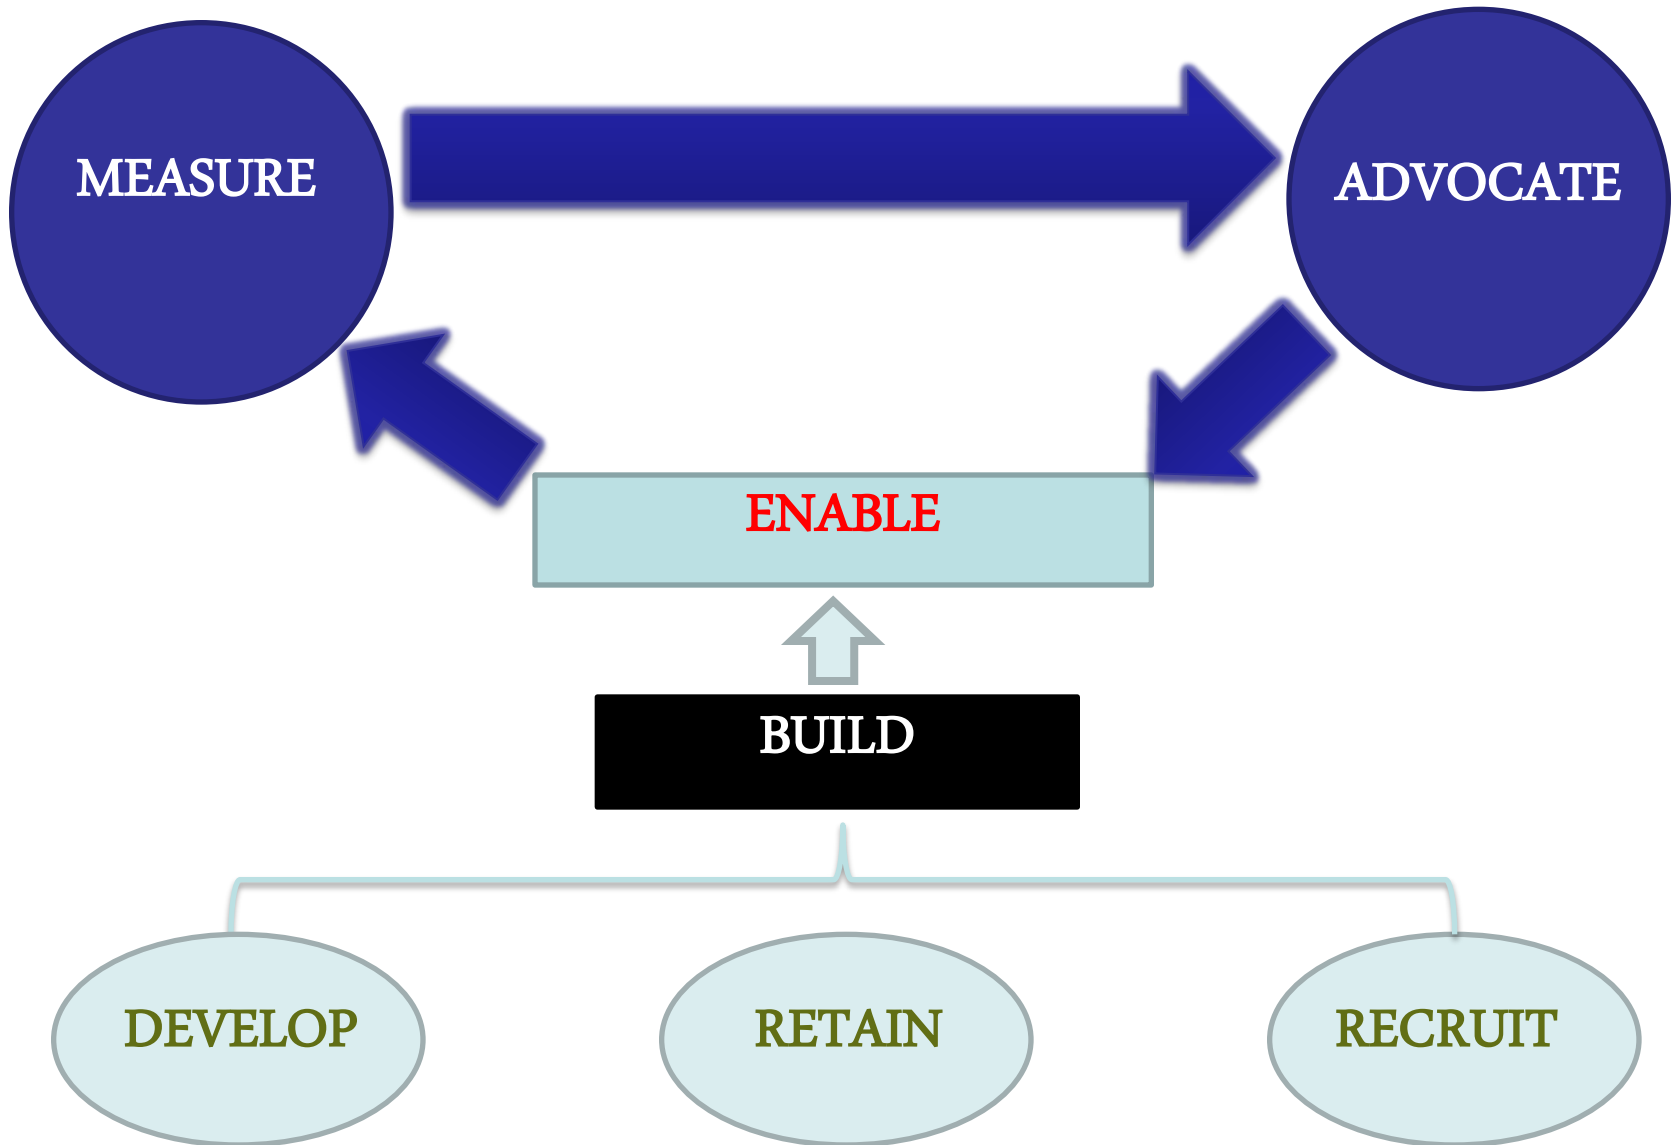 MEASURE
ADVOCATE
ENABLE
BUILD
DEVELOP
RETAIN
RECRUIT